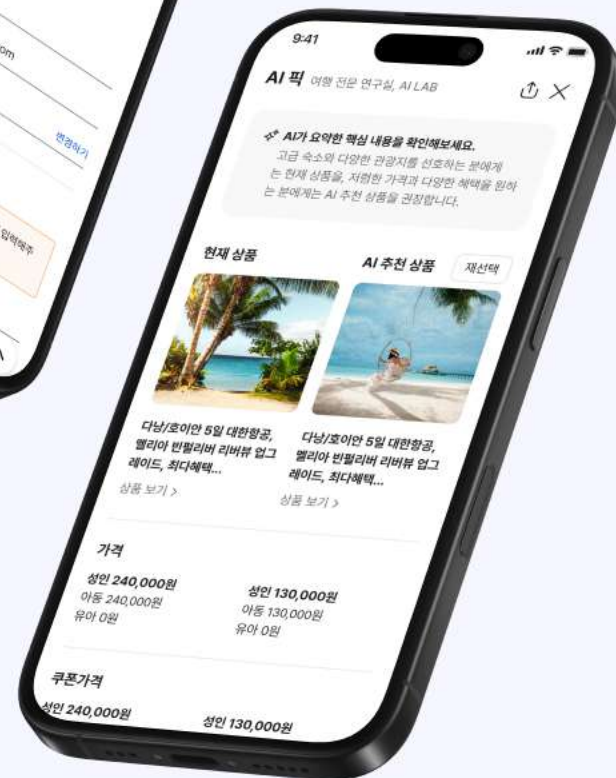 om
변경하기
입력해주
9:41
AI 픽 여행 전문 연구실, AI LAB
AI가 요약한 핵심 내용을 확인해보세요.
고급 숙소와 다양한 관광지를 선호하는 분에게
는 현재 상품을, 저렴한 가격과 다양한 혜택을 원하
는 분에게는 AI 추천 상품을 권장합니다.
현재 상품
AI 추천 상품
재선택
다낭/호이안 5일 대한항공,
멜리아 빈펄리버 리버뷰 업그
레이드, 최다혜택...
상품 보기 >
다낭/호이안 5일 대한항공,
멜리아 빈펄리버 리버뷰 업그
레이드, 최다혜택...
상품 보기 >
가격
성인 240,000원
아동 240,000원
유아 0원
성인 130,000원
아동 130,000원
유아 0원
쿠폰가격
성인 240,000원
성인 130,000원